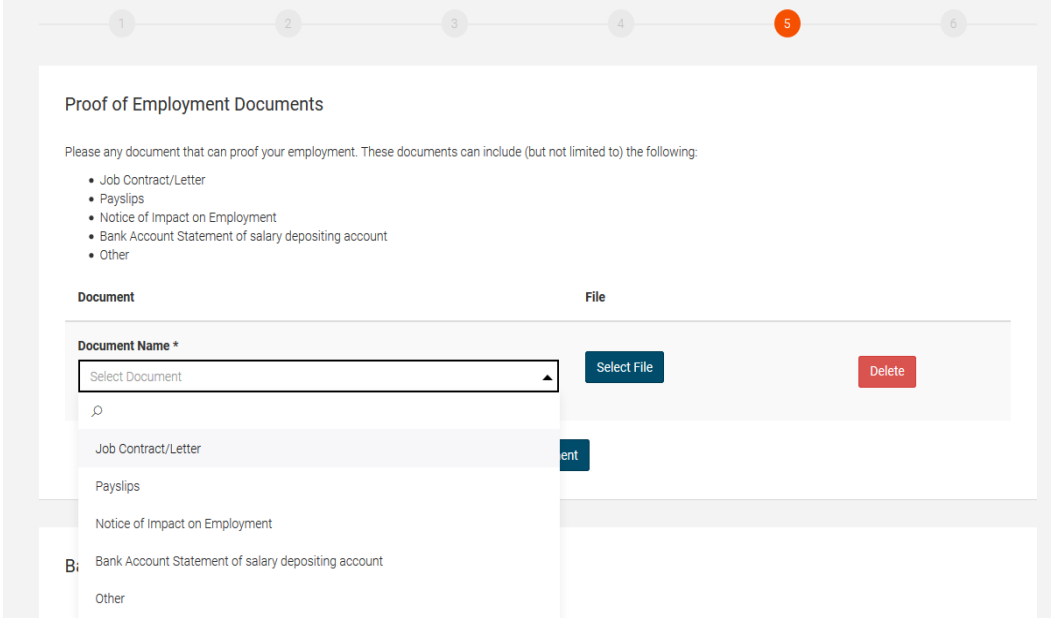 1 2 3 4 5 6
Proof of Employment Documents
Please any document that can proof your employment. These documents can include (but not limited to) the following:
Job Contract/Letter
Payslips
Notice of Impact on Employment
Bank Account Statement of salary depositing account
Other
Document File
Document Name *
Select Document
Select File
Delete
Job Contract/Letter
Payslips
Notice of Impact on Employment
Bank Account Statement of salary depositing account
Other